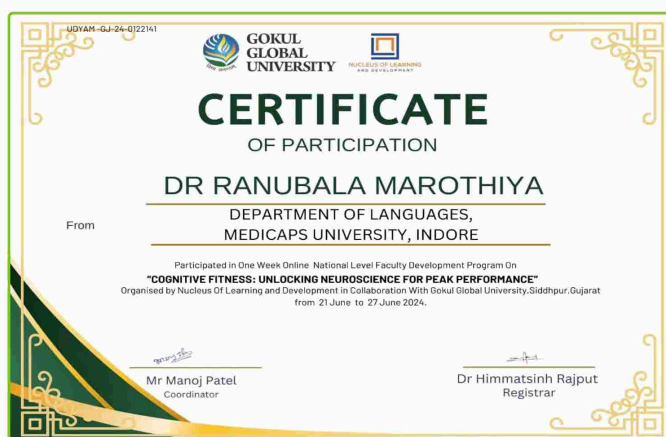 UDYAM -GJ-24-0122141
GOKUL
GLOBAL
UNIVERSITY
NUCLEUS OF LEARNING
AND DEVELOPMENT
CERTIFICATE
OF PARTICIPATION
DR RANUBALA MAROTHIYA
From
DEPARTMENT OF LANGUAGES,
MEDICAPS UNIVERSITY, INDORE
Participated in One Week Online National Level Faculty Development Program On
“COGNITIVE FITNESS: UNLOCKING NEUROSCIENCE FOR PEAK PERFORMANCE”
Organised by Nucleus Of Learning and Development in Collaboration With Gokul Global University,Siddhpur,Gujarat
from 21 June to 27 June 2024.
Mr Manoj Patel
Coordinator
Dr Himmatsinh Rajput
Registrar